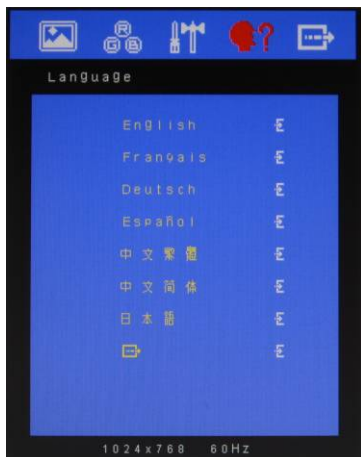 R G B ?
Language
English
Français
Deutsch
Español
中文繁體
中文简体
日本語
1024x768 60Hz